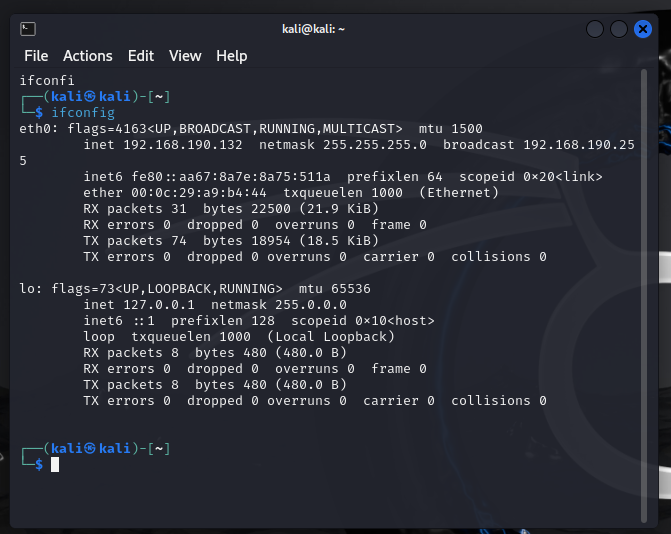 kali@kali: ~
File Actions Edit View Help
ifconfi
┌──(kali㉿kali)-[~]
└─$ ifconfig
eth0: flags=4163<UP,BROADCAST,RUNNING,MULTICAST>  mtu 1500
        inet 192.168.190.132  netmask 255.255.255.0  broadcast 192.168.190.25
5
        inet6 fe80::aa67:8a7e:8a75:511a  prefixlen 64  scopeid 0×20<link>
        ether 00:0c:29:a9:b4:44  txqueuelen 1000  (Ethernet)
        RX packets 31  bytes 22500 (21.9 KiB)
        RX errors 0  dropped 0  overruns 0  frame 0
        TX packets 74  bytes 18954 (18.5 KiB)
        TX errors 0  dropped 0 overruns 0  carrier 0  collisions 0
lo: flags=73<UP,LOOPBACK,RUNNING>  mtu 65536
        inet 127.0.0.1  netmask 255.0.0.0
        inet6 ::1  prefixlen 128  scopeid 0×10<host>
        loop  txqueuelen 1000  (Local Loopback)
        RX packets 8  bytes 480 (480.0 B)
        RX errors 0  dropped 0  overruns 0  frame 0
        TX packets 8  bytes 480 (480.0 B)
        TX errors 0  dropped 0 overruns 0  carrier 0  collisions 0
┌──(kali㉿kali)-[~]
└─$